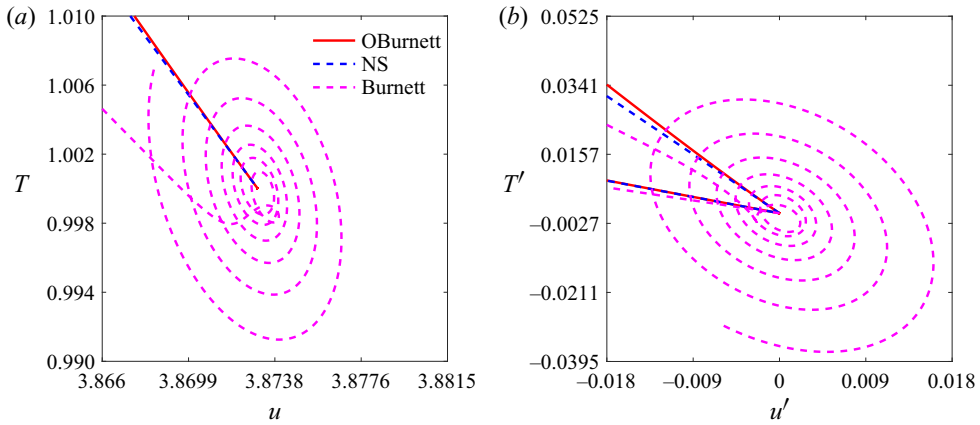 (a)
1.010
1.006
1.002
0.998
0.994
0.990
T
3.866
3.8699
3.8738
3.8776
3.8815
u
OBurnett
NS
Burnett
(b)
0.0525
0.0341
0.0157
−0.0027
−0.0211
−0.0395
T′
−0.018
−0.009
0
0.009
0.018
u′